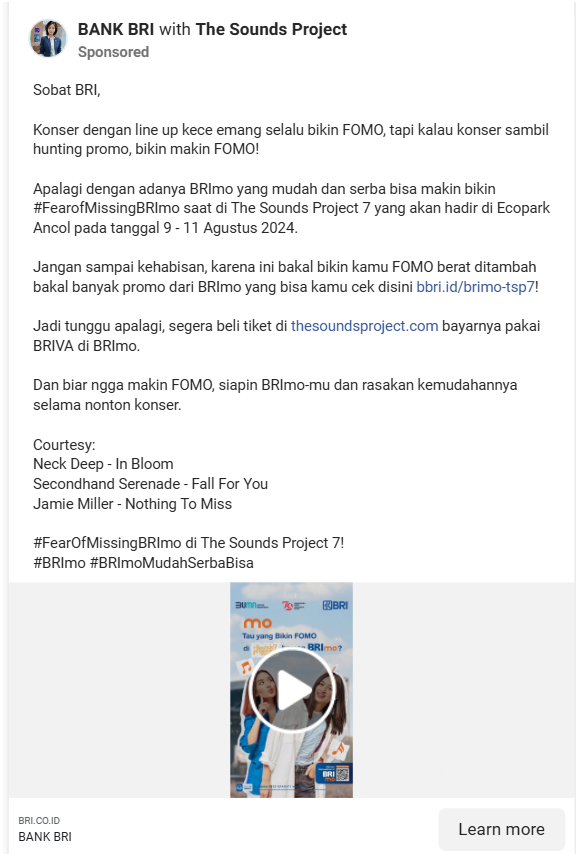 BANK BRI with The Sounds Project
Sponsored
Sobat BRI,
Konser dengan line up kece emang selalu bikin FOMO, tapi kalau konser sambil
hunting promo, bikin makin FOMO!
Apalagi dengan adanya BRImo yang mudah dan serba bisa makin bikin
#FearofMissingBRImo saat di The Sounds Project 7 yang akan hadir di Ecopark
Ancol pada tanggal 9 - 11 Agustus 2024.
Jangan sampai kehabisan, karena ini bakal bikin kamu FOMO berat ditambah
bakal banyak promo dari BRImo yang bisa kamu cek disini bbri.id/brimo-tsp7!
Jadi tunggu apalagi, segera beli tiket di thesoundsproject.com bayarnya pakai
BRIVA di BRImo.
Dan biar ngga makin FOMO, siapin BRImo-mu dan rasakan kemudahannya
selama nonton konser.
Courtesy:
Neck Deep - In Bloom
Secondhand Serenade - Fall For You
Jamie Miller - Nothing To Miss
#FearOfMissingBRImo di The Sounds Project 7!
#BRImo #BRImoMudahSerbaBisa
BUMN
BRI
mo
Tau yang Bikin FOMO
di
BRImo?
BRI
mo
BRI.CO.ID
BANK BRI
Learn more